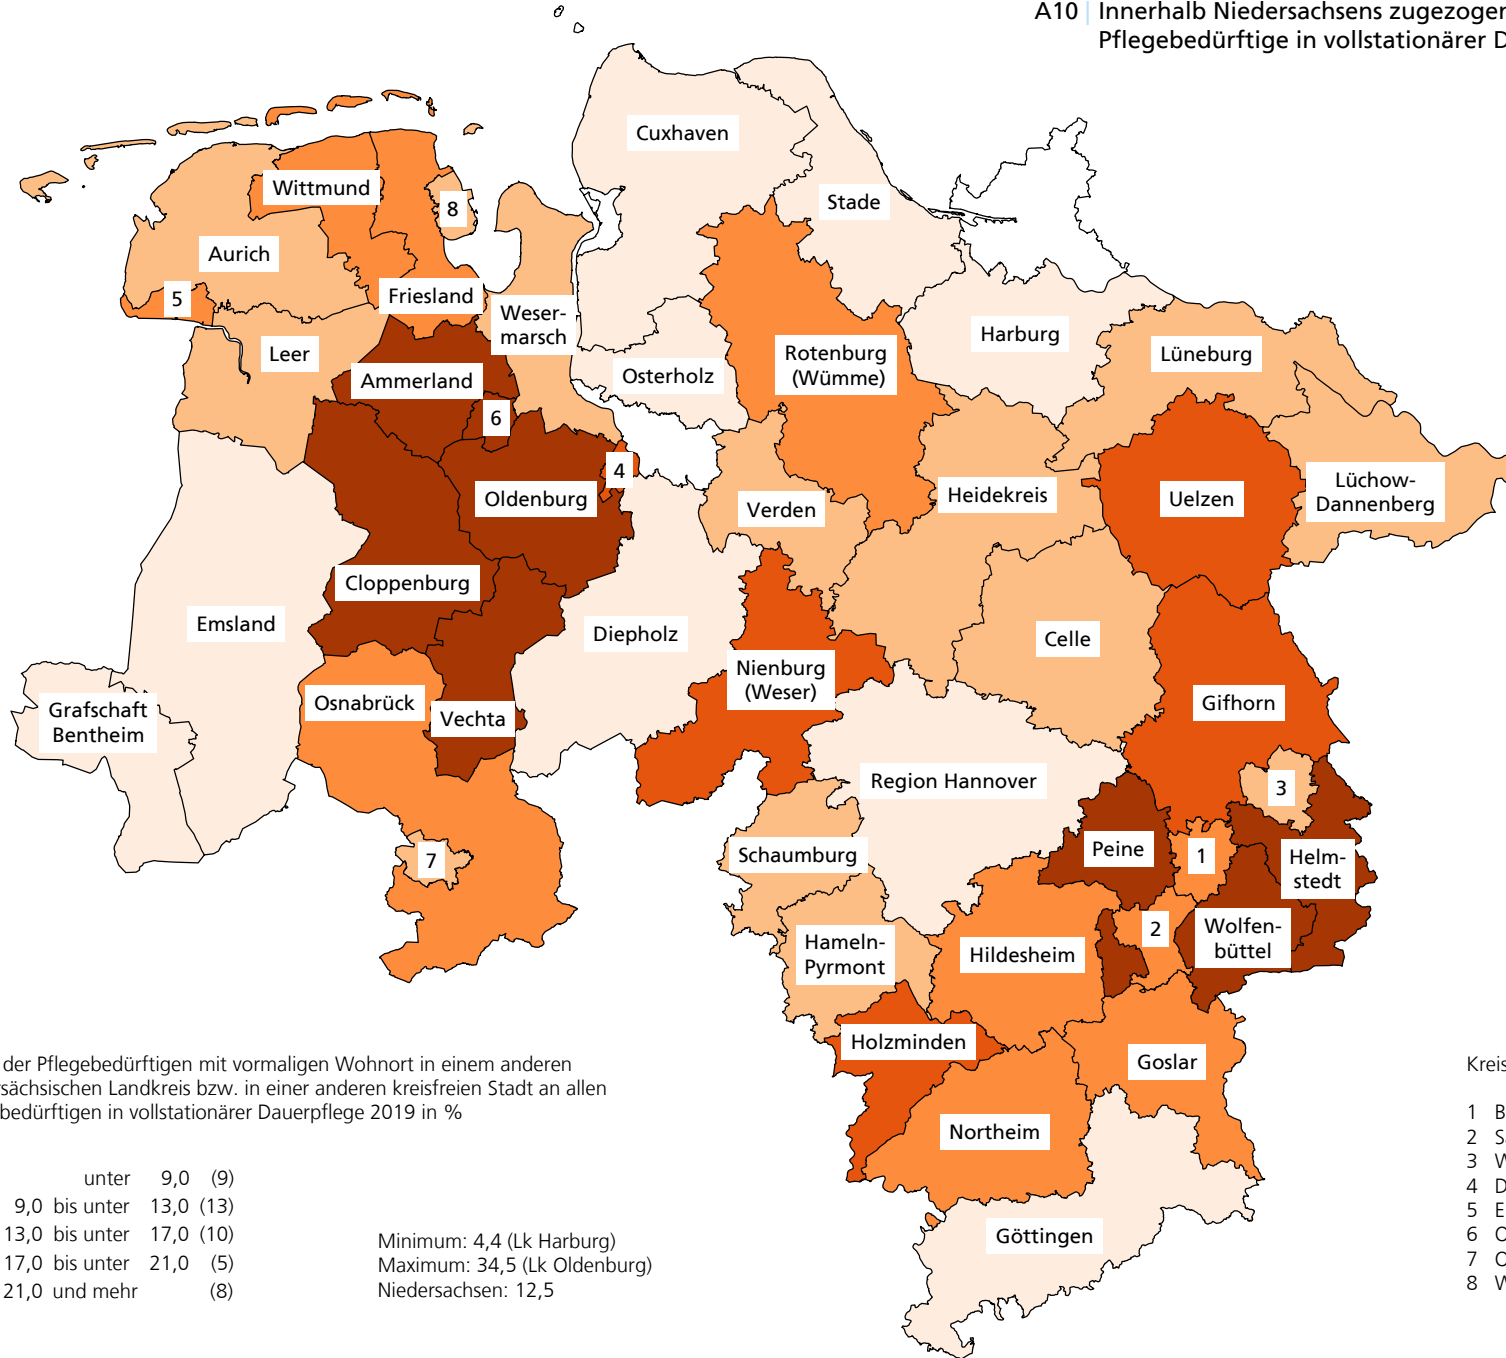 A10 Innerhalb Niedersachsens
Pflegebedürftige in vollstationärer
Cuxhaven
Wittmund
8
Stade
Aurich
5
Friesland
Weser-
marsch
Harburg
Leer
Rotenburg
(Wümme)
Lüneburg
Ammerland
Osterholz
6
4
Oldenburg
Verden
Heidekreis
Uelzen
Lüchow-
Dannenberg
Cloppenburg
Emsland
Diepholz
Celle
Nienburg
(Weser)
Grafschaft
Bentheim
Osnabrück
Vechta
Gifhorn
Region Hannover
3
7
Schaumburg
Peine
1
Helm-
stedt
Hameln-
Pyrmont
Hildesheim
2
Wolfen-
büttel
Holzminden
Goslar
Northeim
Göttingen
der Pflegebedürftigen mit vormaligen Wohnort in einem anderen
Landkreis bzw. in einer anderen kreisfreien Stadt an allen
in vollstationärer Dauerpflege 2019 in %
unter 9,0 (9)
9,0 bis unter 13,0 (13)
13,0 bis unter 17,0 (10)
17,0 bis unter 21,0 (5)
21,0 und mehr (8)
Minimum: 4,4 (Lk Harburg)
Maximum: 34,5 (Lk Oldenburg)
Niedersachsen: 12,5
1
2
3
4
5
6
7
8